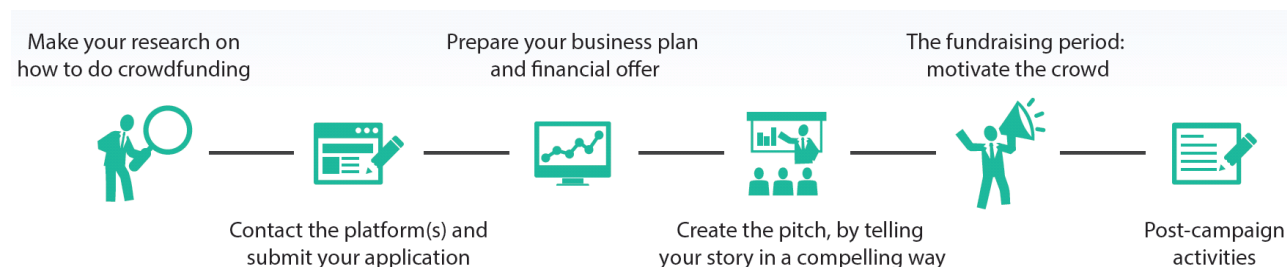 Make your research on
how to do crowdfunding
Contact the platform(s) and
submit your application
Prepare your business plan
and financial offer
Create the pitch, by telling
your story in a compelling way
The fundraising period:
motivate the crowd
Post-campaign
activities